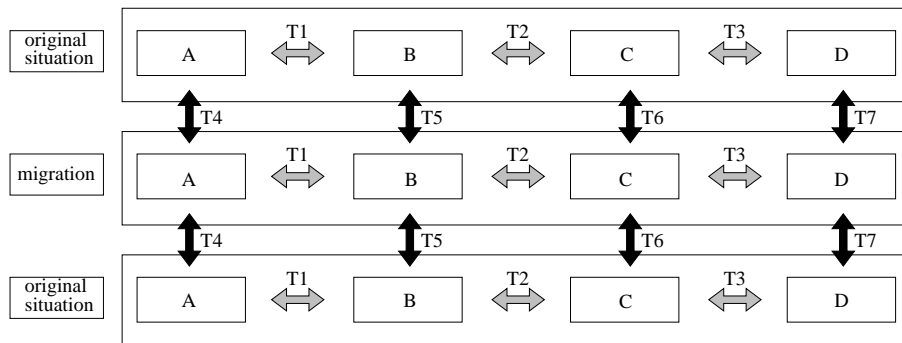 T1 T2 T3
original
situation
A B C D
T4 T5 T6 T7
T1 T2 T3
migration
A B C D
T4 T5 T6 T7
T1 T2 T3
original
situation
A B C D